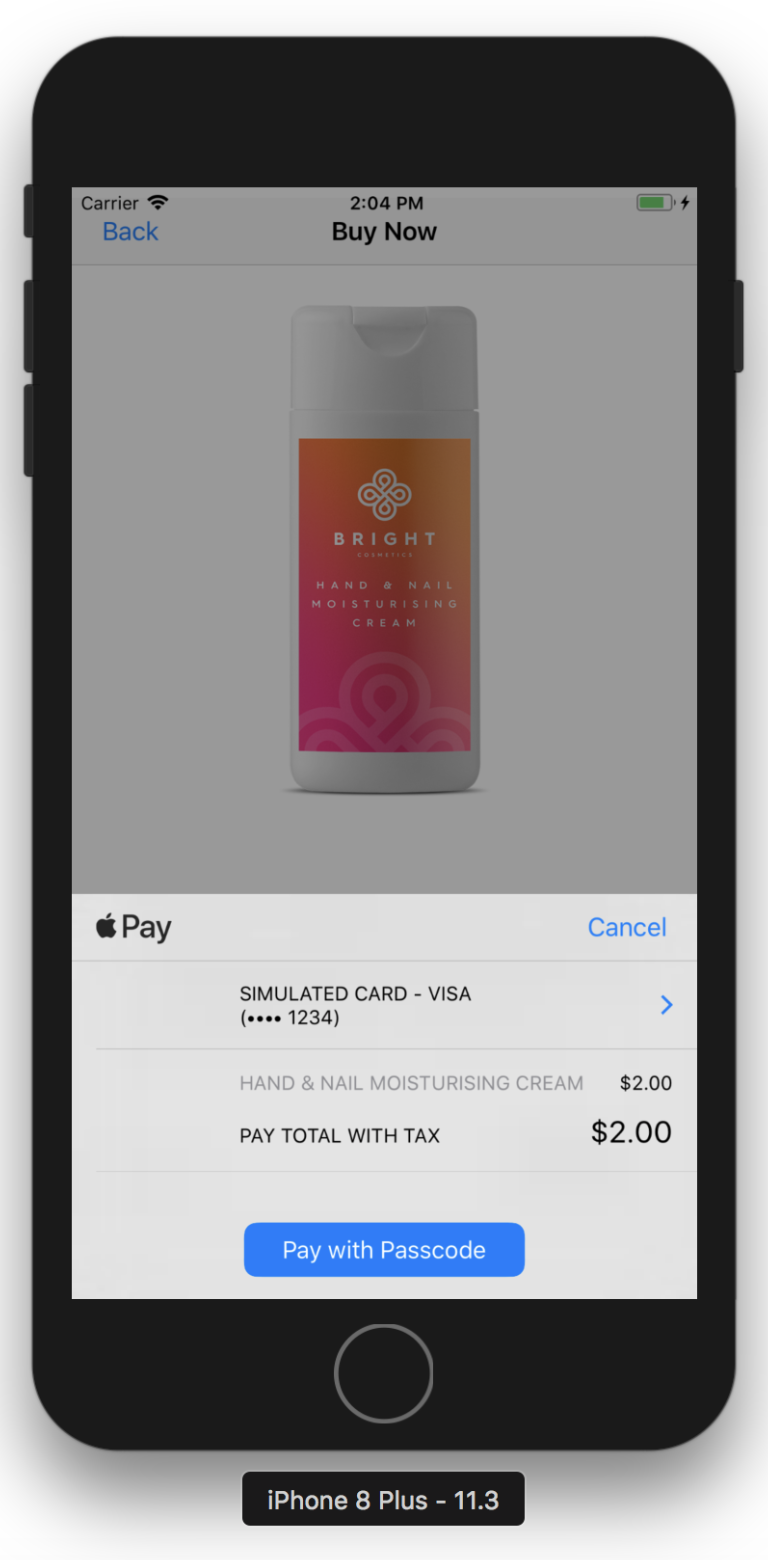 Carrier 2:04 PM
Back Buy Now
BRIGHT
COSMETICS
HAND & NAIL
MOISTURISING
CREAM
Pay Cancel
SIMULATED CARD - VISA
(•••• 1234)
HAND & NAIL MOISTURISING CREAM $2.00
PAY TOTAL WITH TAX $2.00
Pay with Passcode
iPhone 8 Plus - 11.3